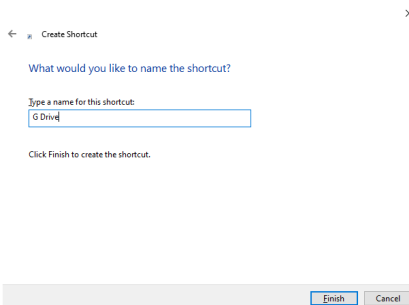 Create Shortcut
What would you like to name the shortcut?
Type a name for this shortcut:
G Drive
Click Finish to create the shortcut.
Finish
Cancel